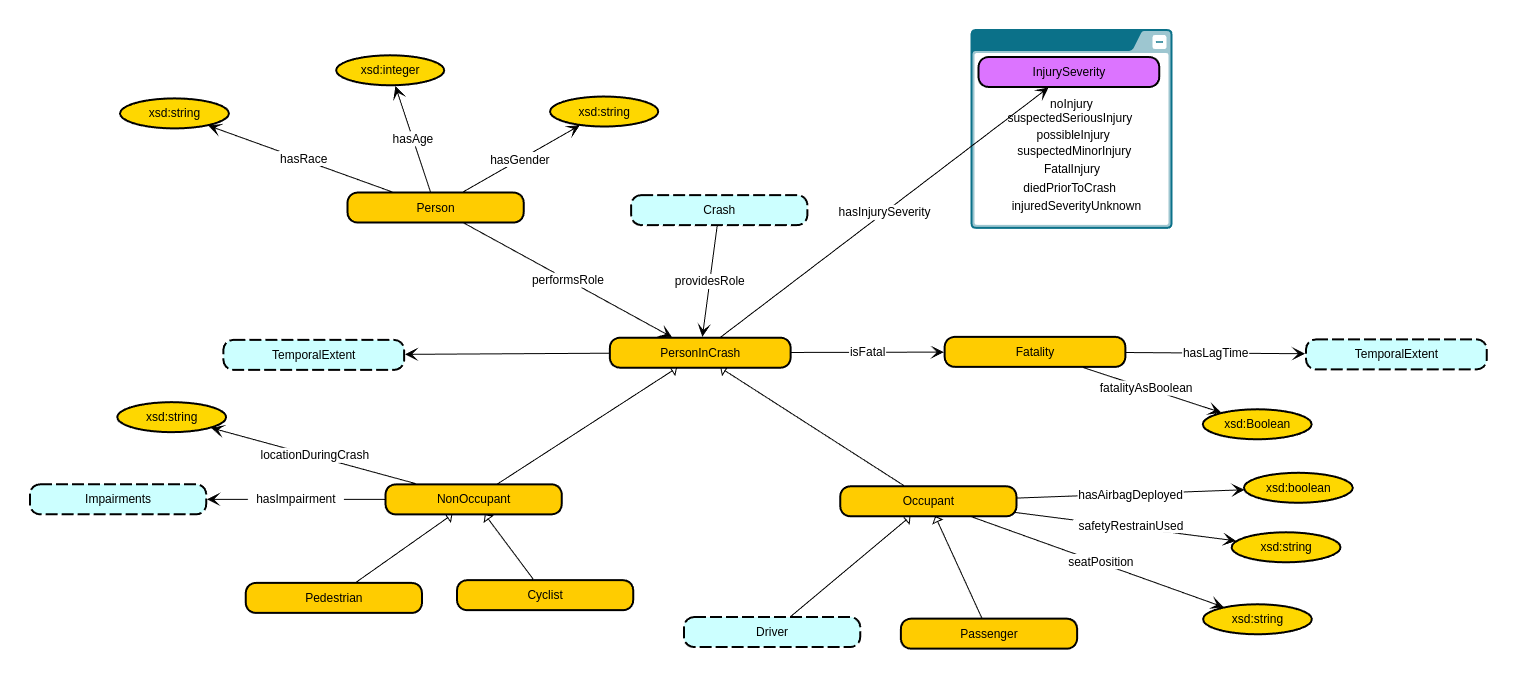 xsd:integer
InjurySeverity
xsd:string
xsd:string
noInjury
suspectedSeriousInjury
hasAge
possibleInjury
hasRace
hasGender
suspectedMinorInjury
FatalInjury
diedPriorToCrash
injuredSeverityUnknown
Person
Crash
hasInjurySeverity
performsRole
providesRole
TemporalExtent
PersonInCrash
isFatal
Fatality
hasLagTime
TemporalExtent
fatalityAsBoolean
xsd:string
xsd:Boolean
locationDuringCrash
Impairments
hasImpairment
NonOccupant
Occupant
hasAirbagDeployed
xsd:boolean
safetyRestrainUsed
xsd:string
seatPosition
Pedestrian
Cyclist
xsd:string
Driver
Passenger